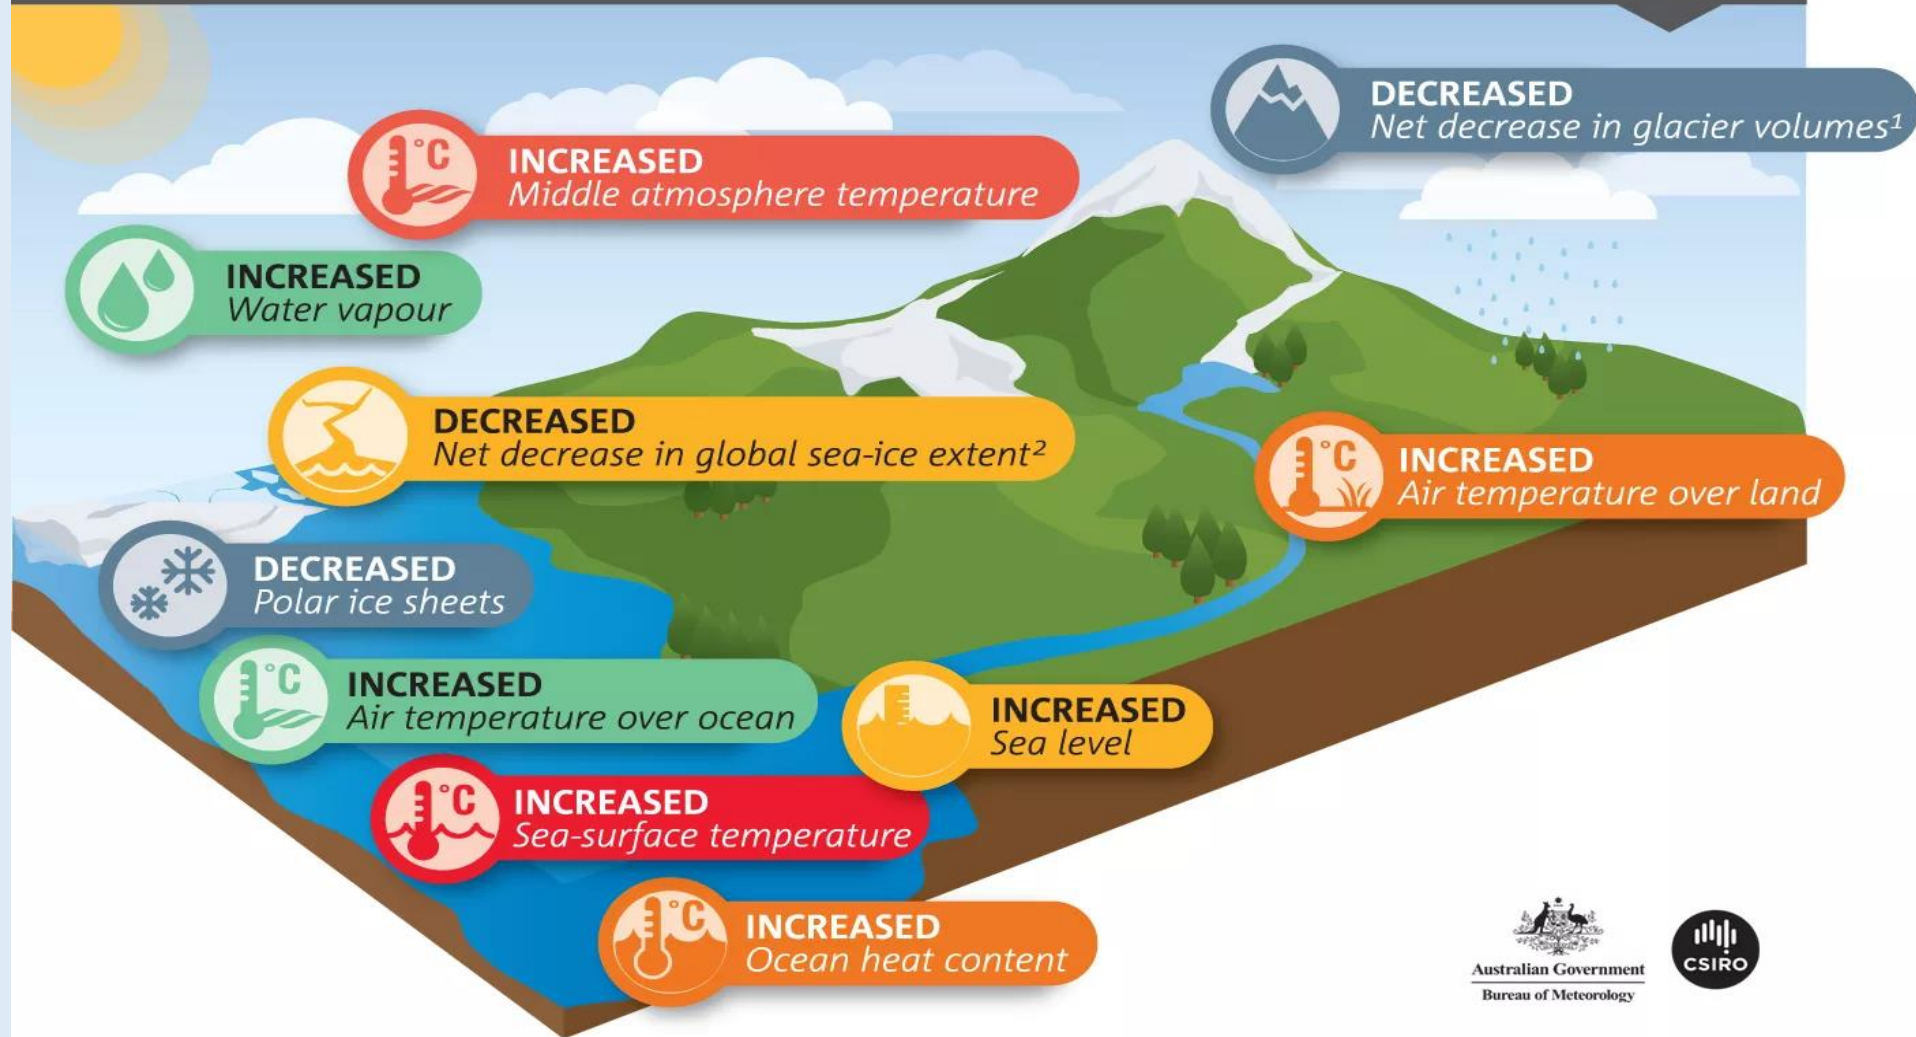 DECREASED
Net decrease in glacier volumes¹
INCREASED
Middle atmosphere temperature
INCREASED
Water vapour
DECREASED
Net decrease in global sea-ice extent²
INCREASED
Air temperature over land
DECREASED
Polar ice sheets
INCREASED
Air temperature over ocean
INCREASED
Sea level
INCREASED
Sea-surface temperature
INCREASED
Ocean heat content
°C
°C
°C
°C
°C
Australian Government
Bureau of Meteorology
CSIRO